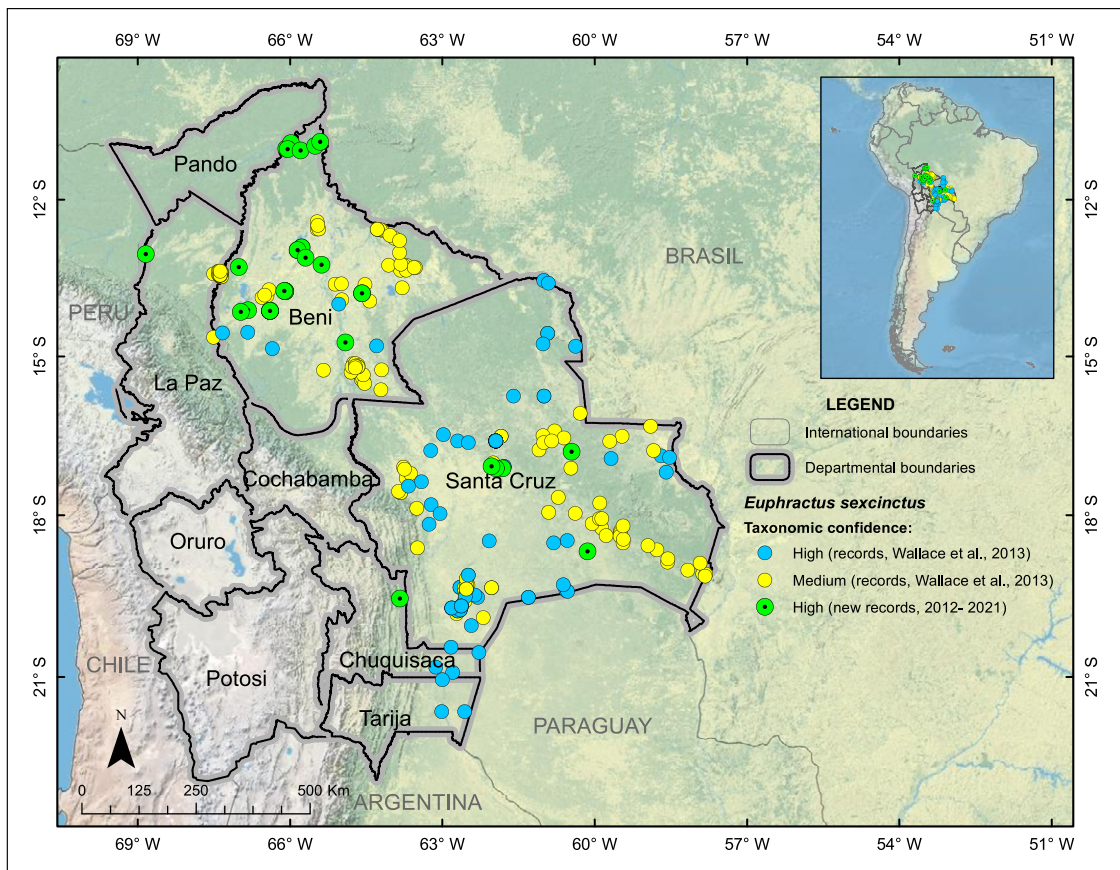 69° W 66° W 63° W 60° W 57° W 54° W 51° W
12° S
15° S
18° S
21° S
12° S
15° S
18° S
21° S
Pando
BRASIL
PERU
Beni
La Paz
Cochabamba
Santa Cruz
Oruro
Potosi
Chuquisaca
Tarija
CHILE
PARAGUAY
ARGENTINA
N
0 125 250 500 Km
LEGEND
International boundaries
Departmental boundaries
Euphractus sexcinctus
Taxonomic confidence:
High (records, Wallace et al., 2013)
Medium (records, Wallace et al., 2013)
High (new records, 2012- 2021)
69° W 66° W 63° W 60° W 57° W 54° W 51° W